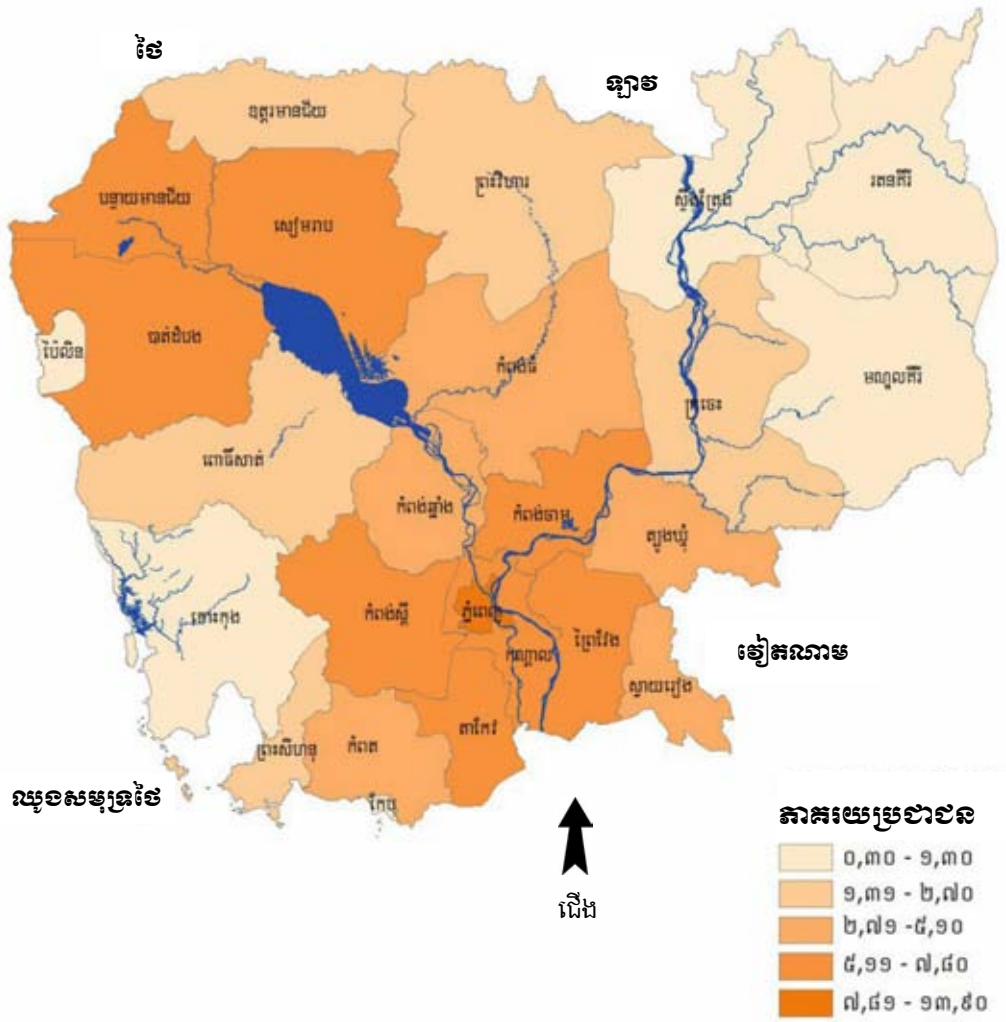 ថៃ
ឡាវ
ឧត្តរមានជ័យ
ព្រះវិហារ
រតនគីរី
បន្ទាយមានជ័យ
ស្ទឹងត្រែង
សៀមរាប
បាត់ដំបង
ប៉ៃលិន
កំពង់ធំ
មណ្ឌលគីរី
ក្រចេះ
ពោធិ៍សាត់
កំពង់ឆ្នាំង
កំពង់ចាម
ត្បូងឃ្មុំ
កោះកុង
កំពង់ស្ពឺ
ភ្នំពេញ
ព្រៃវែង
កណ្តាល
វៀតណាម
ស្វាយរៀង
តាកែវ
ព្រះសីហនុ
កំពត
កែប
ឈូងសមុទ្រថៃ
ជើង
ភាគរយប្រជាជន
០,៣០ - ១,៣០
១,៣១ - ២,៧០
២,៧១ -៥,១០
៥,១១ - ៧,៨០
៧,៨១ - ១៣,៩០